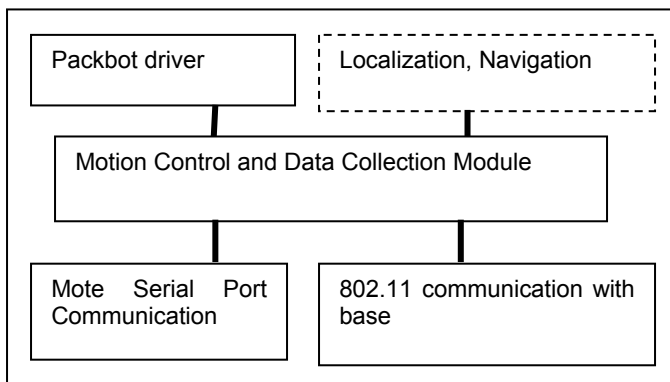 Packbot driver
Localization, Navigation
Motion Control and Data Collection Module
Mote Serial Port
Communication
802.11 communication with
base